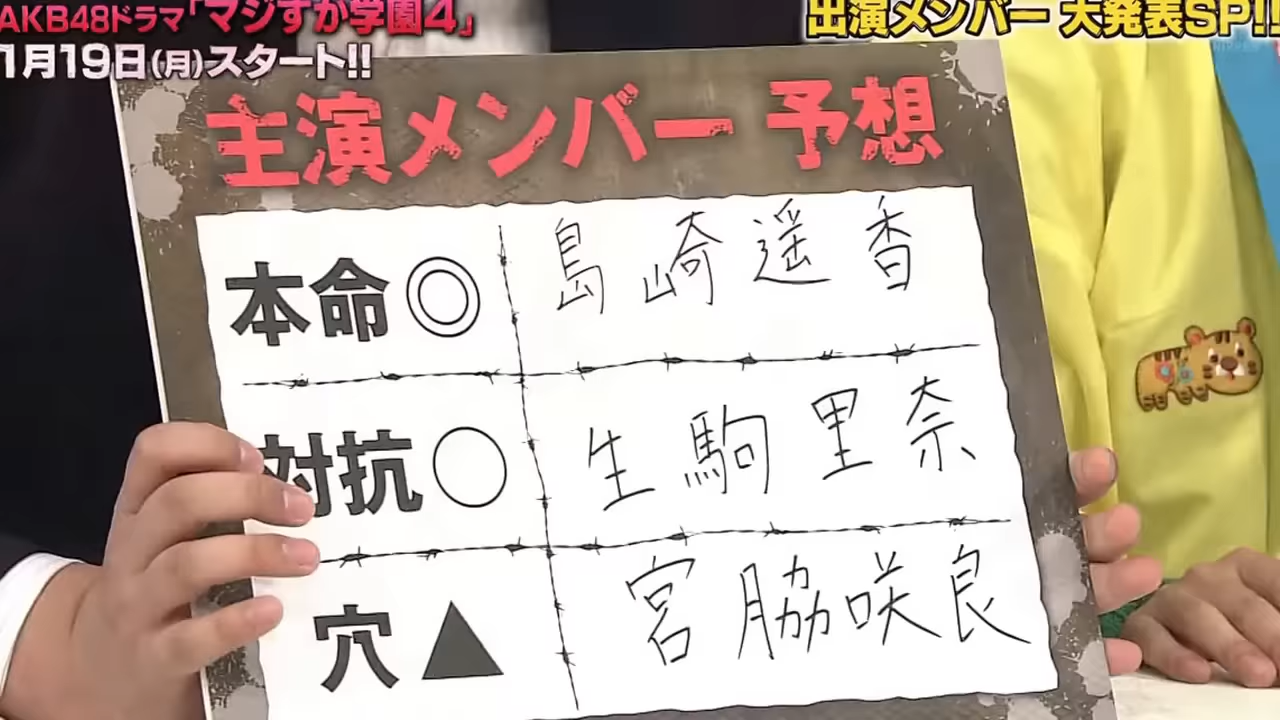 AKB48ドラマ「マジすか学園4」
1月19日(月)スタート!!
出演メンバー 大発表SP!!
主演メンバー 予想
本命◎ 島崎遥香
対抗○ 生駒里奈
穴▲ 宮脇咲良